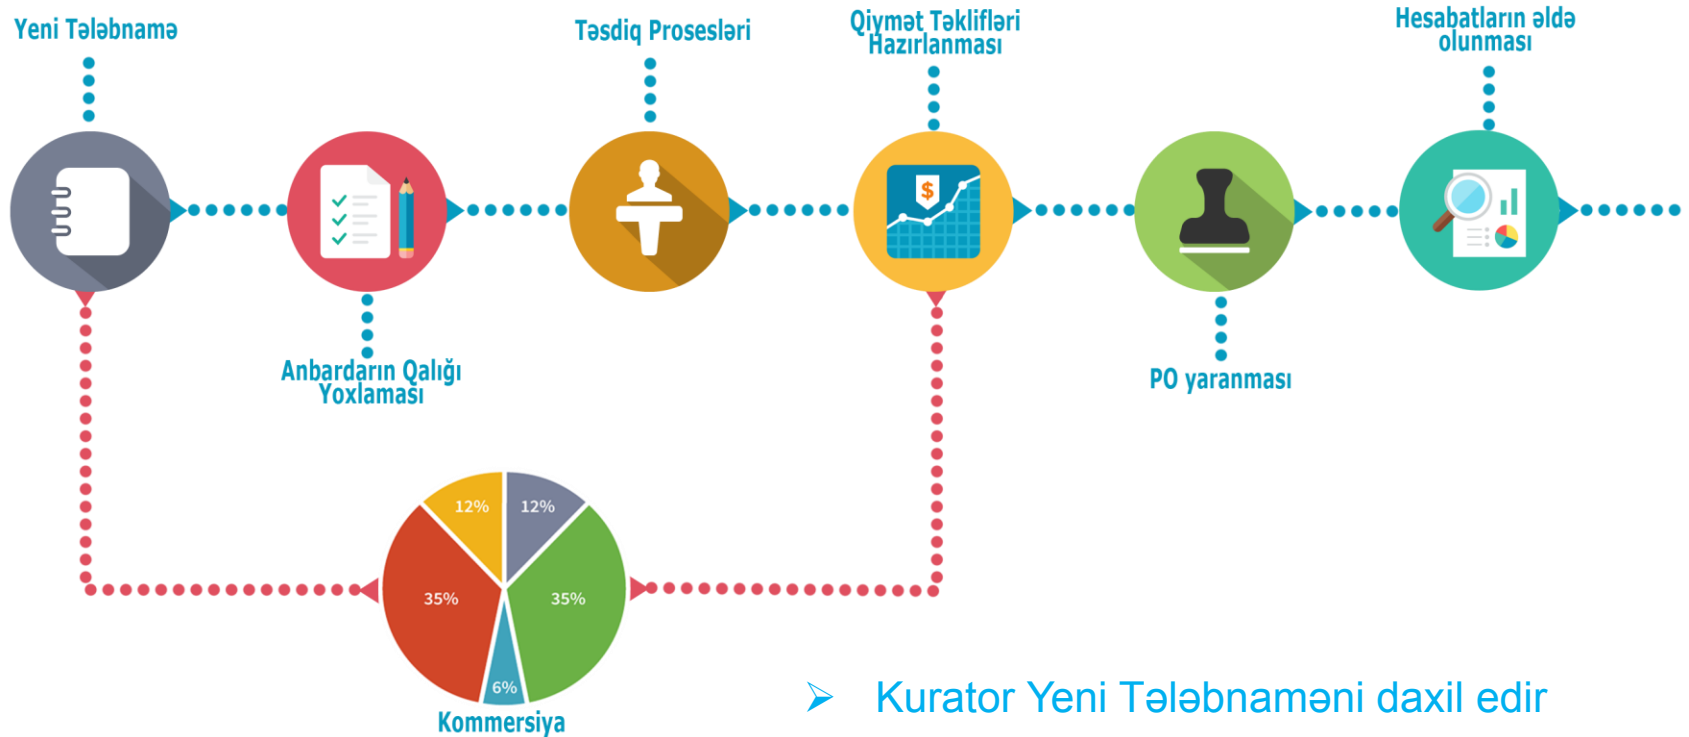 Yeni Tələbnamə
Təsdiq Prosesləri
Qiymət Təklifləri
Hazırlanması
Hesabatların əldə
olunması
$
Anbardarın Qalığı
Yoxlaması
PO yaranması
12%
12%
35%
35%
6%
Kommersiya
➢ Kurator Yeni Tələbnaməni daxil edir